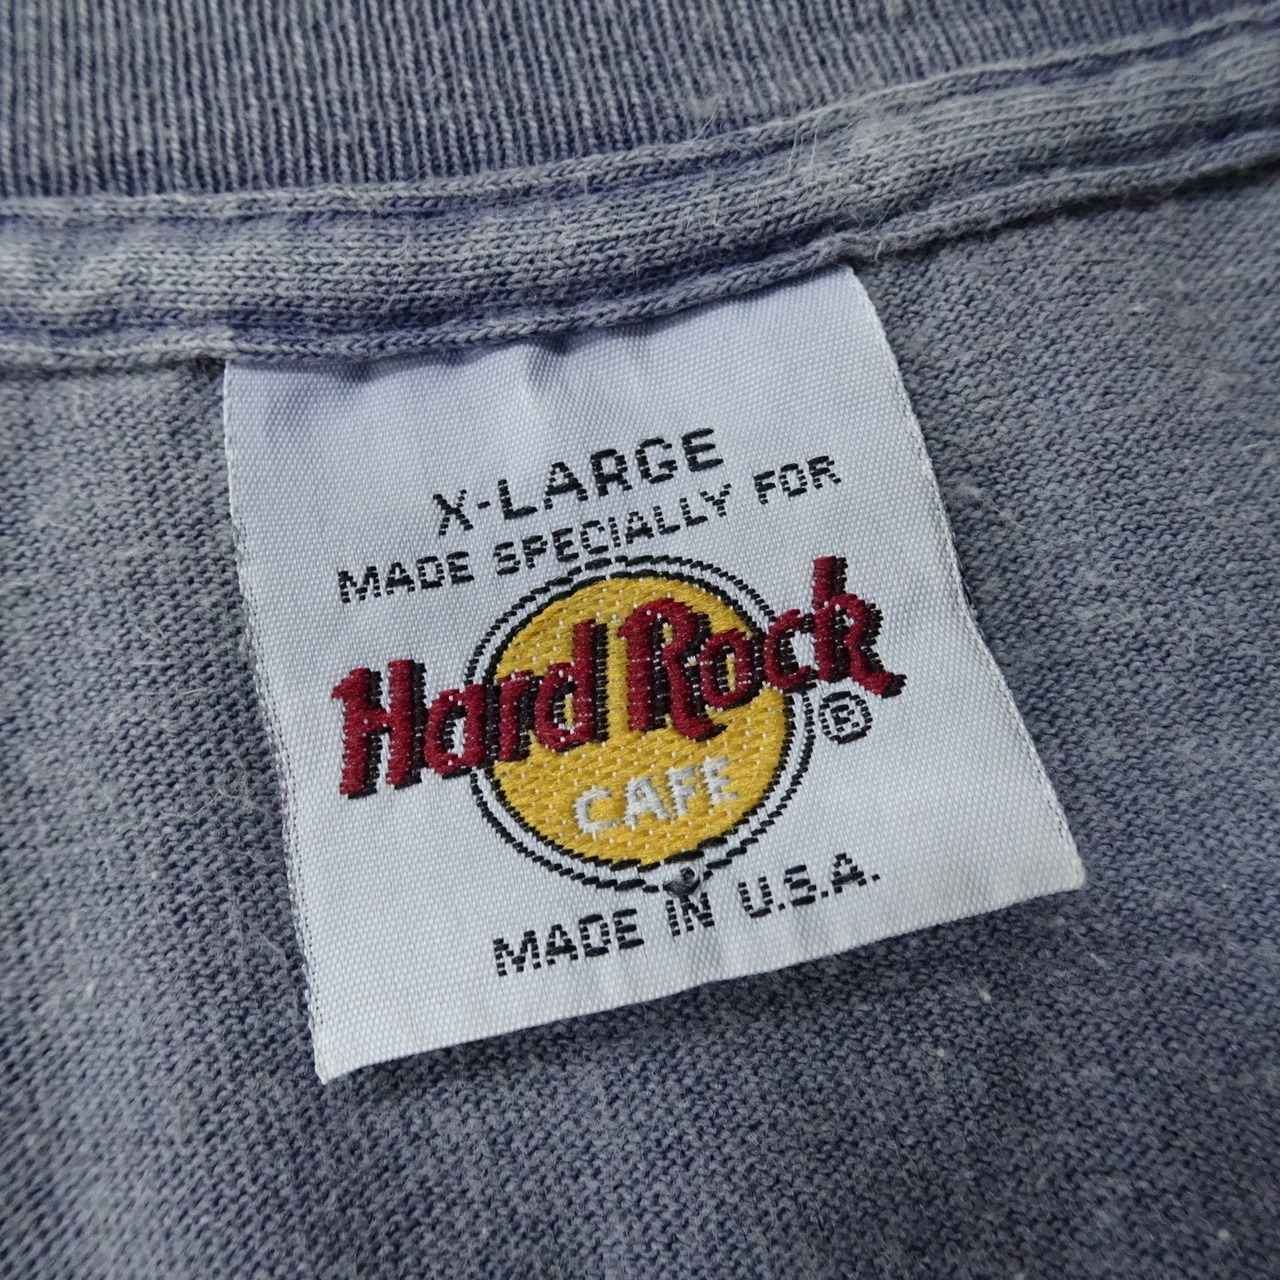 X-LARGE
MADE SPECIALLY FOR
Hard Rock
®
CAFE
MADE IN U.S.A.